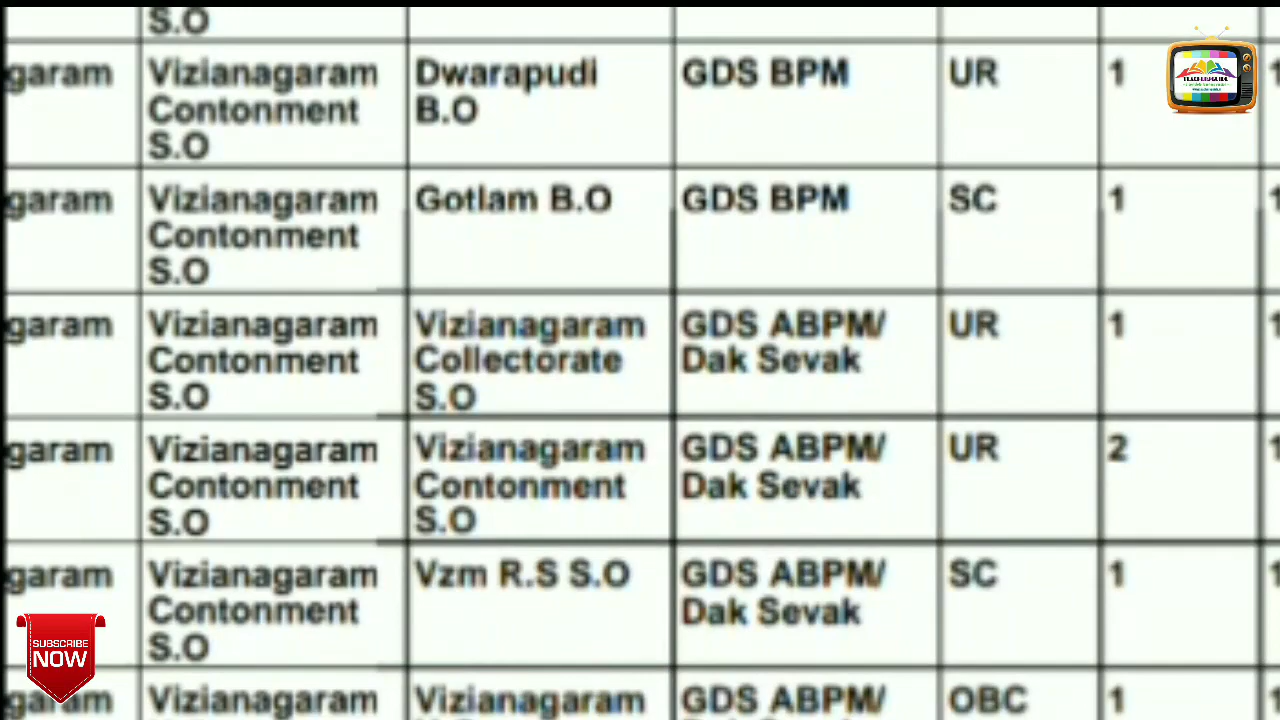 S.O
garam Vizianagaram Dwarapudi GDS BPM UR 1
Contonment B.O
S.O
garam Vizianagaram Gotlam B.O GDS BPM SC 1
Contonment
S.O
garam Vizianagaram Vizianagaram GDS ABPM/ UR 1
Contonment Collectorate Dak Sevak
S.O S.O
garam Vizianagaram Vizianagaram GDS ABPM/ UR 2
Contonment Contonment Dak Sevak
S.O S.O
garam Vizianagaram Vzm R.S S.O GDS ABPM/ SC 1
Contonment Dak Sevak
S.O
garam Vizianagaram Vizianagaram GDS ABPM/ OBC 1
SUBSCRIBE
NOW